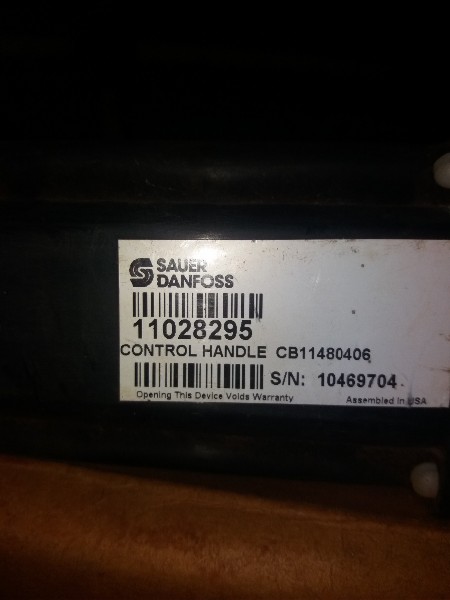 SAUER
DANFOSS
11028295
CONTROL HANDLE CB11480406
S/N: 10469704
Opening This Device Voids Warranty
Assembled in USA